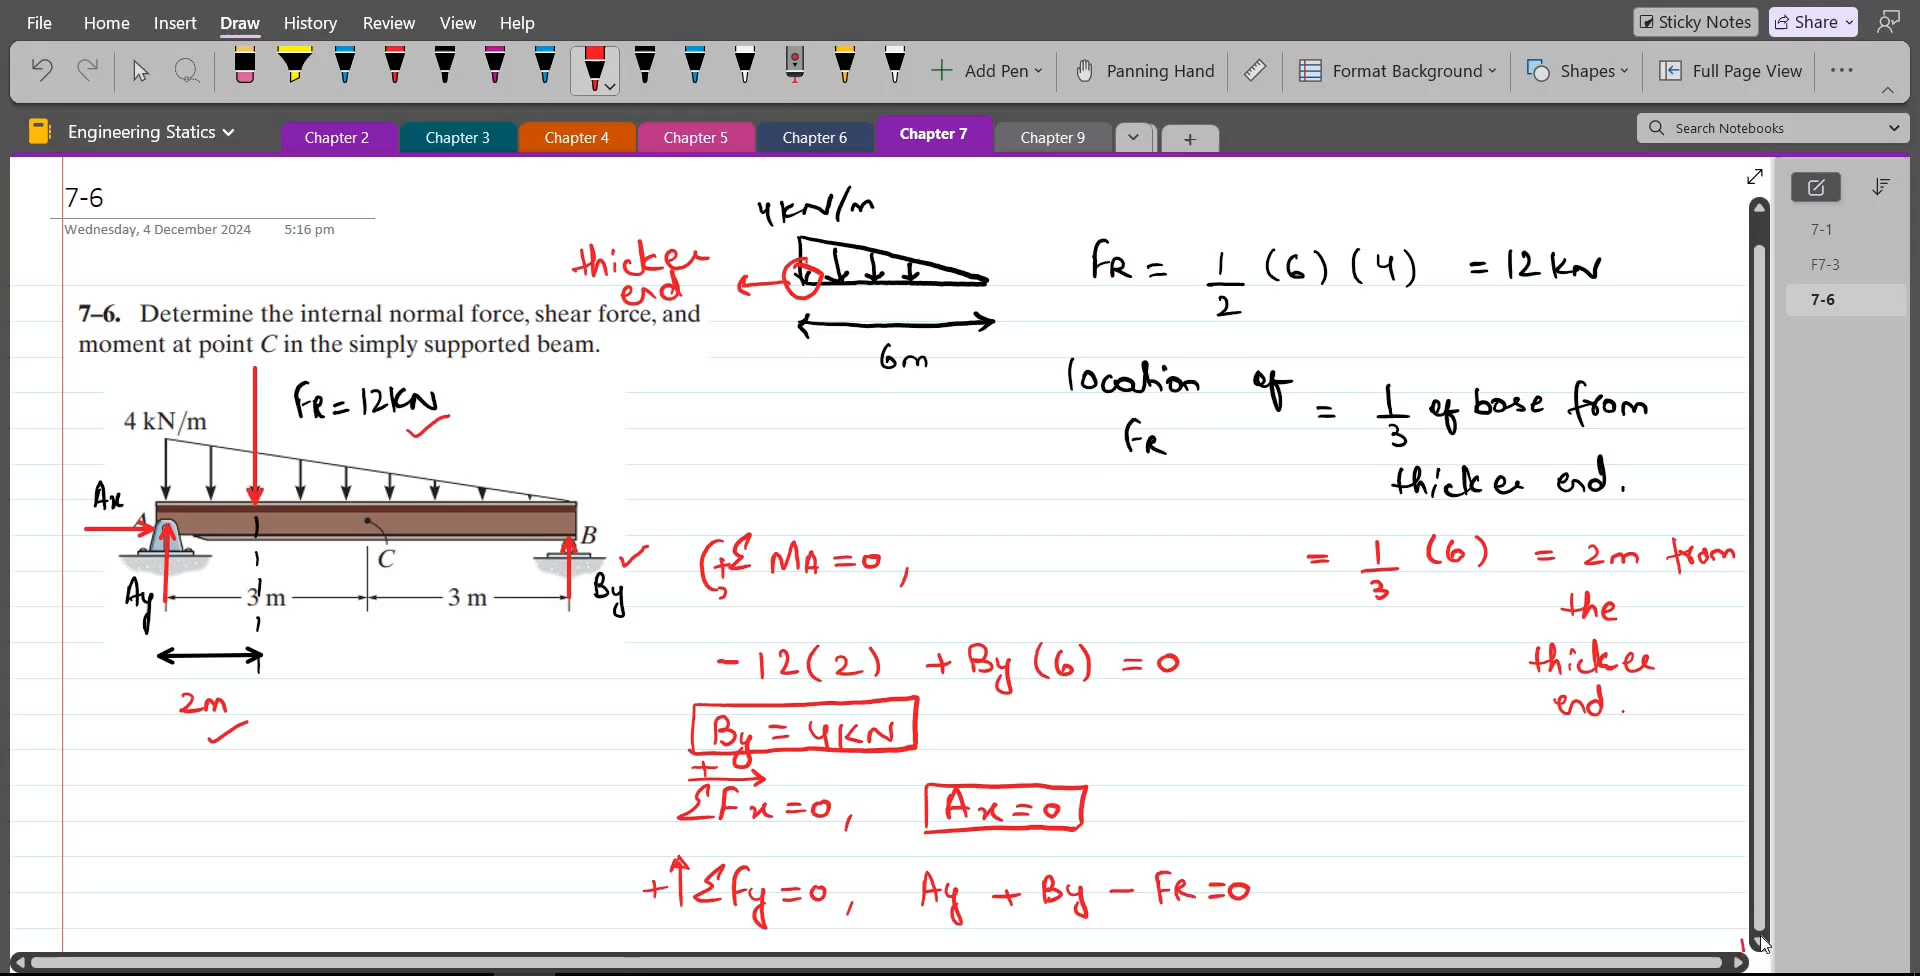 File Home Insert Draw History Review View Help
Sticky Notes Share
Add Pen Panning Hand Format Background Shapes Full Page View
Engineering Statics Chapter 2 Chapter 3 Chapter 4 Chapter 5 Chapter 6 Chapter 7 Chapter 9 + Search Notebooks
7-6
Wednesday, 4 December 2024 5:16 pm
7-1
F7-3
7-6
4KN/m
thicker
end
6m
FR = 1/2 (6) (4) = 12 KN
7–6. Determine the internal normal force, shear force, and
moment at point C in the simply supported beam.
location of FR = 1/3 of base from
thicker end.
= 1/3 (6) = 2m from
the
thicker
end.
FR = 12KN
4 kN/m
Ax
A
B
C
Ay
3 m
3 m
By
2m
(+ΣMA = 0,
-12(2) + By (6) = 0
By = 4KN
+→
ΣFx = 0, Ax = 0
+↑ΣFy = 0, Ay + By - FR = 0